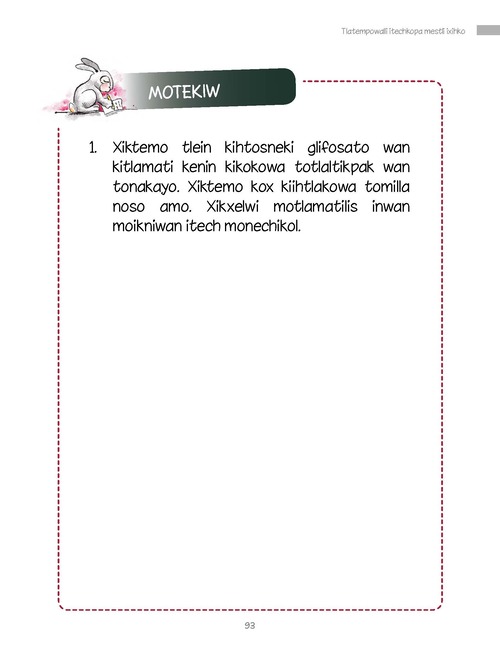 Tlatempowalli itechkopa mestli ixihko
MOTEKIW
1. Xiktemo tlein kihtosneki glifosato wan
kitlamati kenin kikokowa totlaltikpak wan
tonakayo. Xiktemo kox kiihtlakowa tomilla
noso amo. Xikxelwi motlamatilis inwan
moikniwan itech monechikol.
93